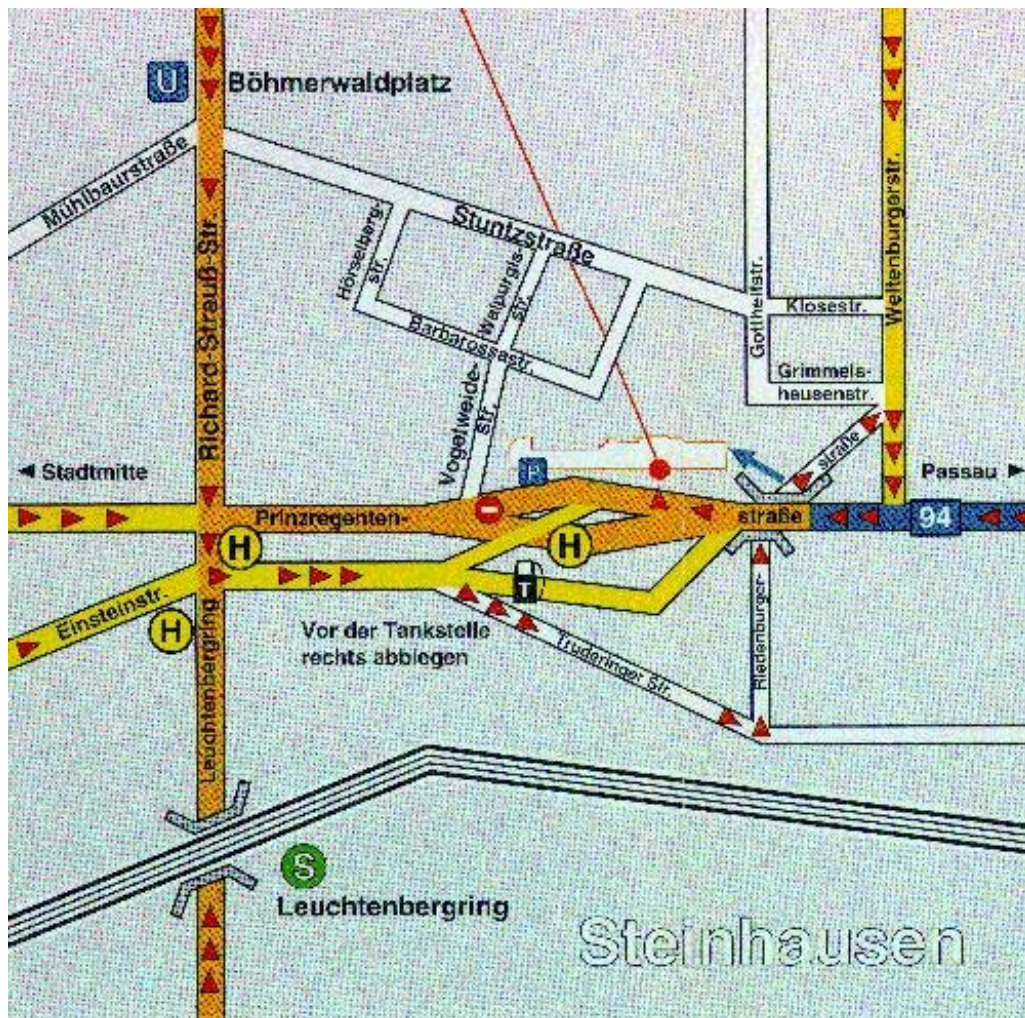 U
Böhmerwaldplatz
Mühlbaurstraße
Stuntzstraße
Richard-Strauß-Str.
Hörselberg-
str.
Walpurgis-
str.
Barbarossastr.
Vogelweide-
str.
Gotthelfstr.
Weltenburgerstr.
Klosestr.
Grimmels-
hausenstr.
straße
Stadtmitte
Passau
P
Prinzregenten-
straße
94
H
H
H
Einsteinstr.
T
Vor der Tankstelle
rechts abbiegen
Truderinger Str.
Riedenburger-
Leuchtenbergring
S
Leuchtenbergring
Steinhausen